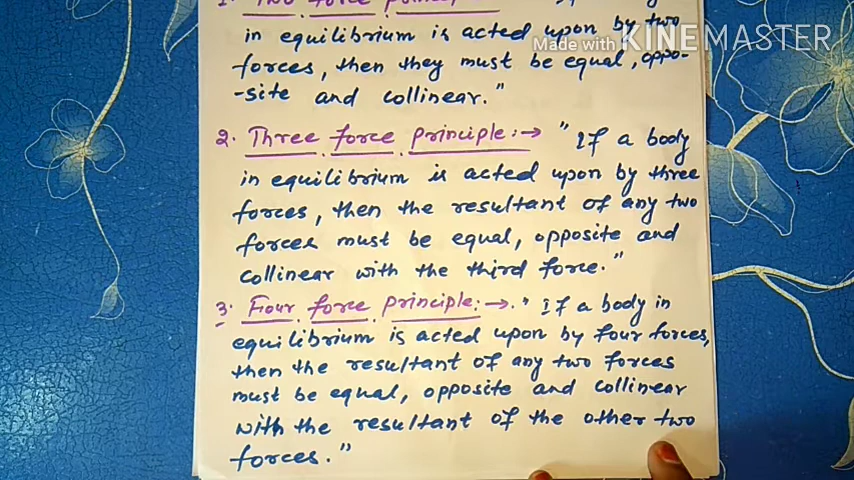 1. Two force principle
in equilibrium is acted upon by two
Made with KINEMASTER
forces, then they must be equal, oppo-
-site and collinear."
2. Three force principle:→ "If a body
in equilibrium is acted upon by three
forces, then the resultant of any two
forces must be equal, opposite and
collinear with the third force."
3. Four force principle:→. "If a body in
equilibrium is acted upon by four forces,
then the resultant of any two forces
must be equal, opposite and collinear
with the resultant of the other two
forces."